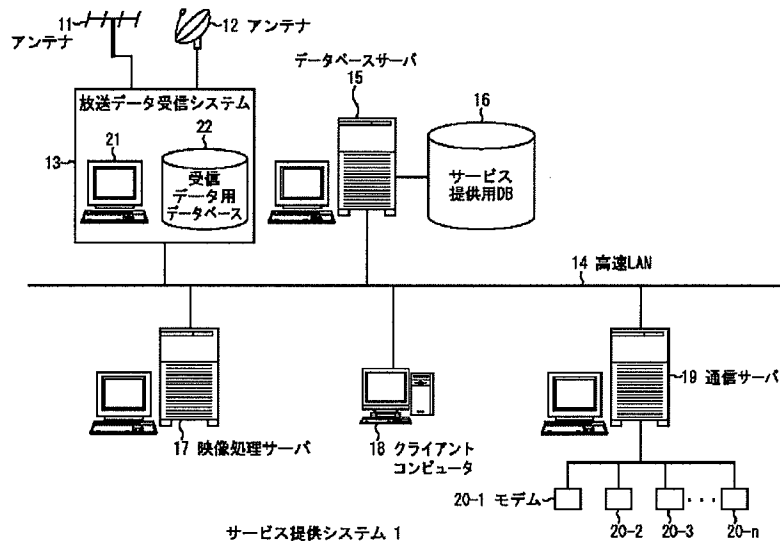 11
アンテナ
12 アンテナ
放送データ受信システム
13
21
22
受信
データ用
データベース
データベースサーバ
15
16
サービス
提供用DB
14 高速LAN
17 映像処理サーバ
18 クライアント
コンピュータ
19 通信サーバ
20-1 モデム
20-2
20-3
･･･
20-n
サービス提供システム 1